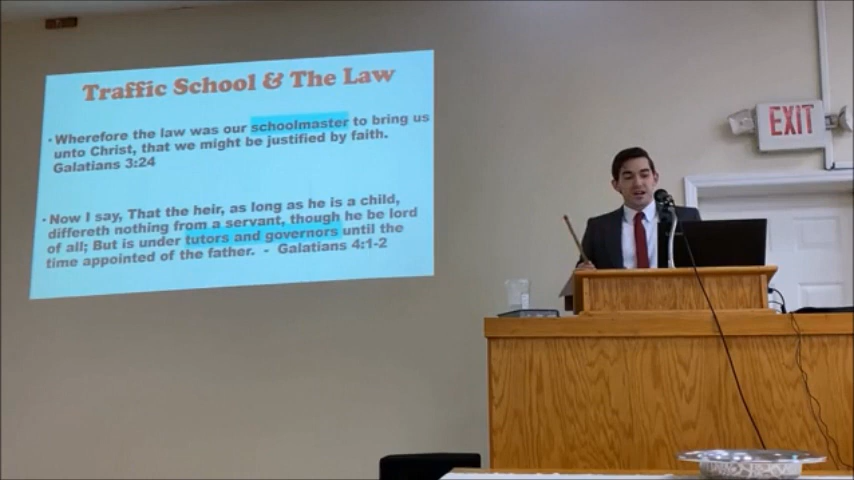 Traffic School & The Law
• Wherefore the law was our schoolmaster to bring us
unto Christ, that we might be justified by faith.
Galatians 3:24
• Now I say, That the heir, as long as he is a child,
differeth nothing from a servant, though he be lord
of all; But is under tutors and governors until the
time appointed of the father. - Galatians 4:1-2
EXIT